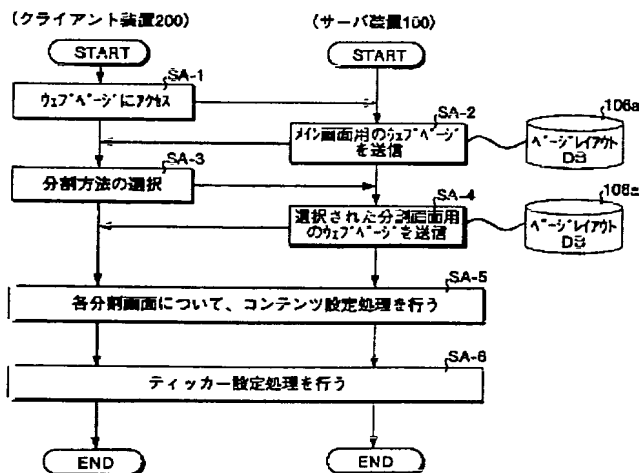 （クライアント装置200）
（サーバ装置100）
START
START
SA-1
ウェブページにアクセス
SA-2
メイン画面用のウェブページ
を送信
106a
ページレイアウト
DB
SA-3
分割方法の選択
SA-4
選択された分割画面用
のウェブページを送信
106a
ページレイアウト
DB
SA-5
各分割画面について、コンテンツ設定処理を行う
SA-6
ティッカー設定処理を行う
END
END